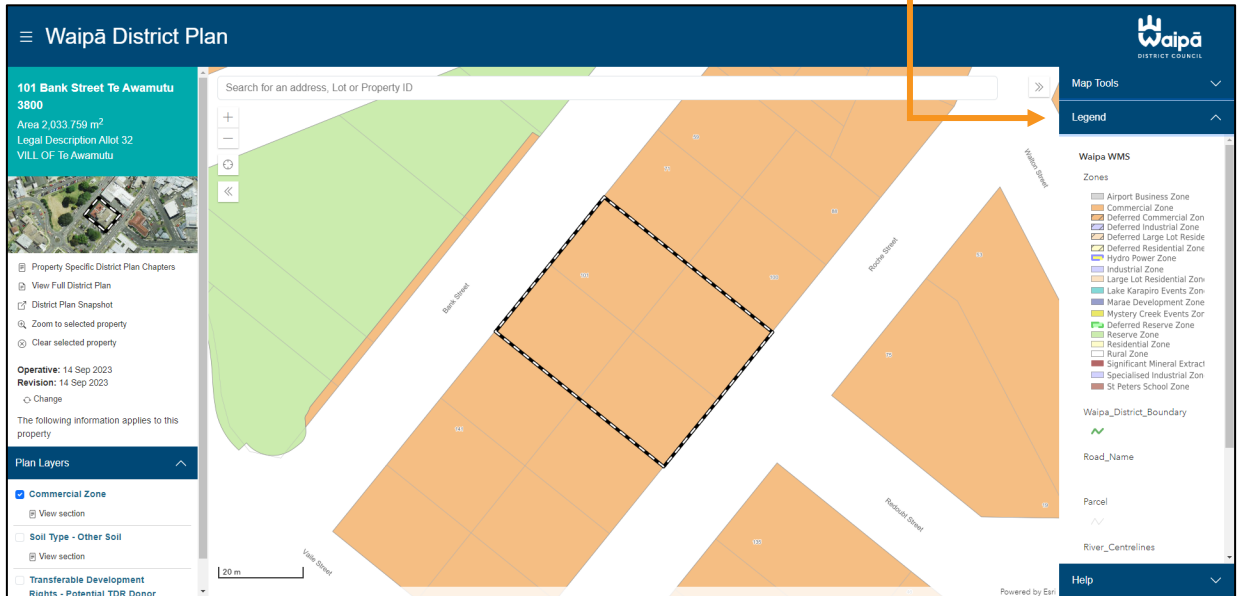 Waipā District Plan
Waipā
DISTRICT COUNCIL
101 Bank Street Te Awamutu
3800
Area 2,033.759 m2
Legal Description Allot 32
VILL OF Te Awamutu
Property Specific District Plan Chapters
View Full District Plan
District Plan Snapshot
Zoom to selected property
Clear selected property
Operative: 14 Sep 2023
Revision: 14 Sep 2023
Change
The following information applies to this
property
Plan Layers
Commercial Zone
View section
Soil Type - Other Soil
View section
Transferable Development
Rights - Potential TDR Donor
Search for an address, Lot or Property ID
Walton Street
Roche Street
Bank Street
101
Redoubt Street
Valle Street
20 m
Powered by Esri
Map Tools
Legend
Waipa WMS
Zones
Airport Business Zone
Commercial Zone
Deferred Commercial Zon
Deferred Industrial Zone
Deferred Large Lot Reside
Deferred Residential Zone
Hydro Power Zone
Industrial Zone
Large Lot Residential Zone
Lake Karapiro Events Zone
Marae Development Zone
Mystery Creek Events Zor
Deferred Reserve Zone
Reserve Zone
Residential Zone
Rural Zone
Significant Mineral Extract
Specialised Industrial Zon
St Peters School Zone
Waipa_District_Boundary
Road_Name
Parcel
River_Centrelines
Help